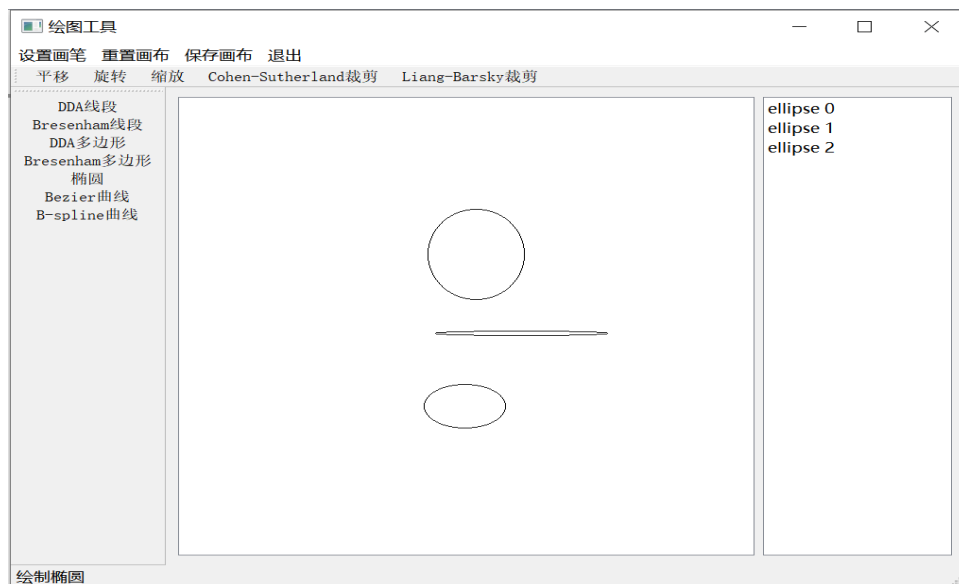 绘图工具
设置画笔 重置画布 保存画布 退出
平移 旋转 缩放 Cohen-Sutherland裁剪 Liang-Barsky裁剪
DDA线段
Bresenham线段
DDA多边形
Bresenham多边形
椭圆
Bezier曲线
B-spline曲线
ellipse 0
ellipse 1
ellipse 2
绘制椭圆